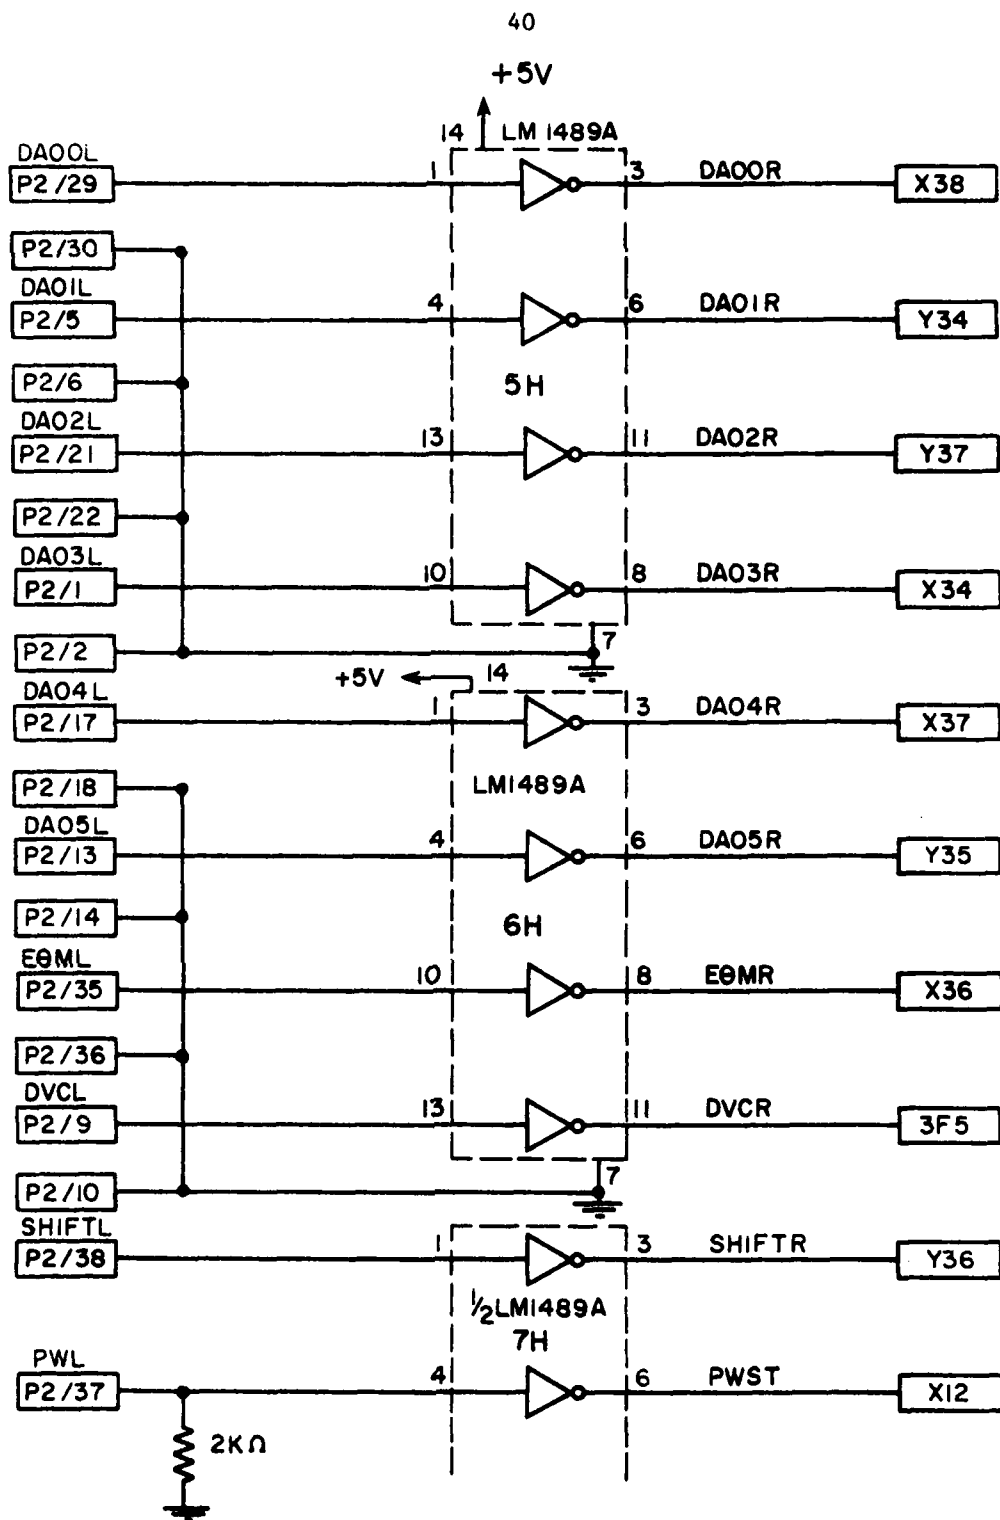 40
+5V
14 LM 1489A
DA00L
P2/29 1 3 DA00R X38
P2/30
DA01L
P2/5 4 6 DA01R Y34
P2/6 5H
DA02L
P2/21 13 11 DA02R Y37
P2/22
DA03L
P2/1 10 8 DA03R X34
P2/2 7
+5V 14
DA04L
P2/17 1 3 DA04R X37
P2/18 LM1489A
DA05L
P2/13 4 6 DA05R Y35
P2/14 6H
EθML
P2/35 10 8 EθMR X36
P2/36
DVCL
P2/9 13 11 DVCR 3F5
P2/10 7
SHIFTL
P2/38 1 3 SHIFTR Y36
½LM1489A
7H
PWL
P2/37 4 6 PWST X12
2KΩ